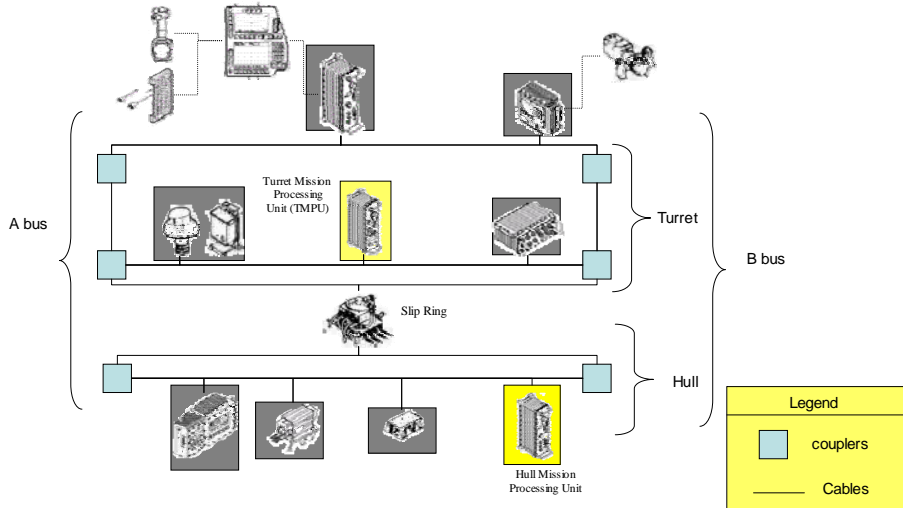 Turret Mission
Processing
Unit (TMPU)
A bus
Turret
B bus
Slip Ring
Hull
Legend
couplers
Cables
Hull Mission
Processing Unit